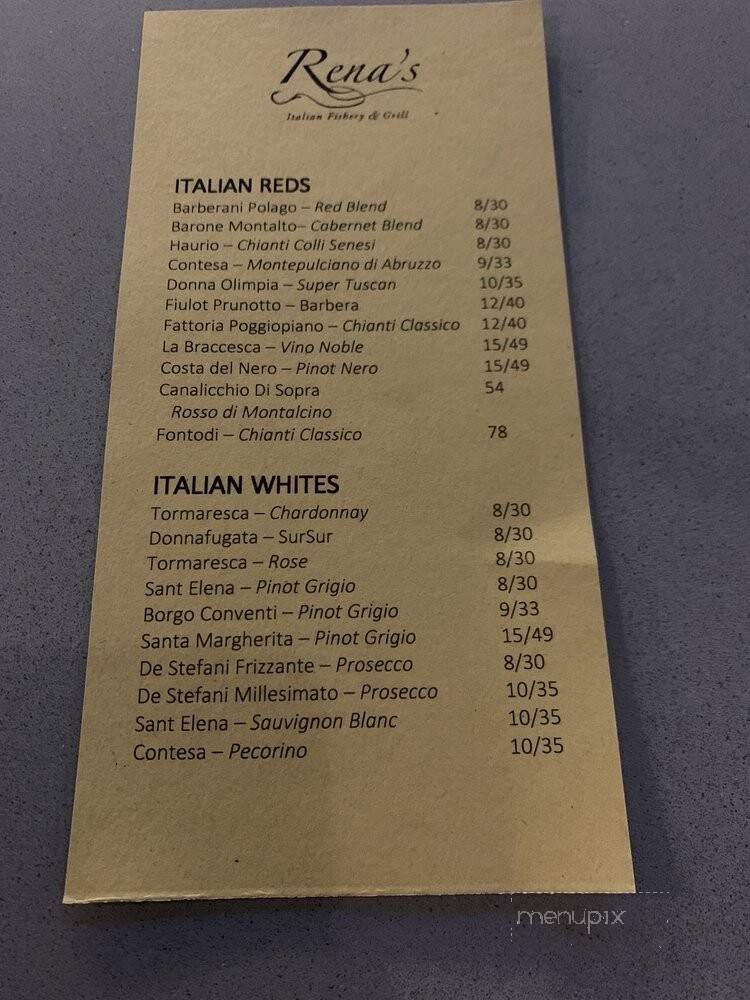 Rena's
Italian Fishery & Grill
ITALIAN REDS
Barberani Polago – Red Blend 8/30
Barone Montalto– Cabernet Blend 8/30
Haurio – Chianti Colli Senesi 8/30
Contesa – Montepulciano di Abruzzo 9/33
Donna Olimpia – Super Tuscan 10/35
Fiulot Prunotto – Barbera 12/40
Fattoria Poggiopiano – Chianti Classico 12/40
La Braccesca – Vino Noble 15/49
Costa del Nero – Pinot Nero 15/49
Canalicchio Di Sopra 54
Rosso di Montalcino
Fontodi – Chianti Classico 78
ITALIAN WHITES
Tormaresca – Chardonnay 8/30
Donnafugata – SurSur 8/30
Tormaresca – Rose 8/30
Sant Elena – Pinot Grigio 8/30
Borgo Conventi – Pinot Grigio 9/33
Santa Margherita – Pinot Grigio 15/49
De Stefani Frizzante – Prosecco 8/30
De Stefani Millesimato – Prosecco 10/35
Sant Elena – Sauvignon Blanc 10/35
Contesa – Pecorino 10/35
menupix